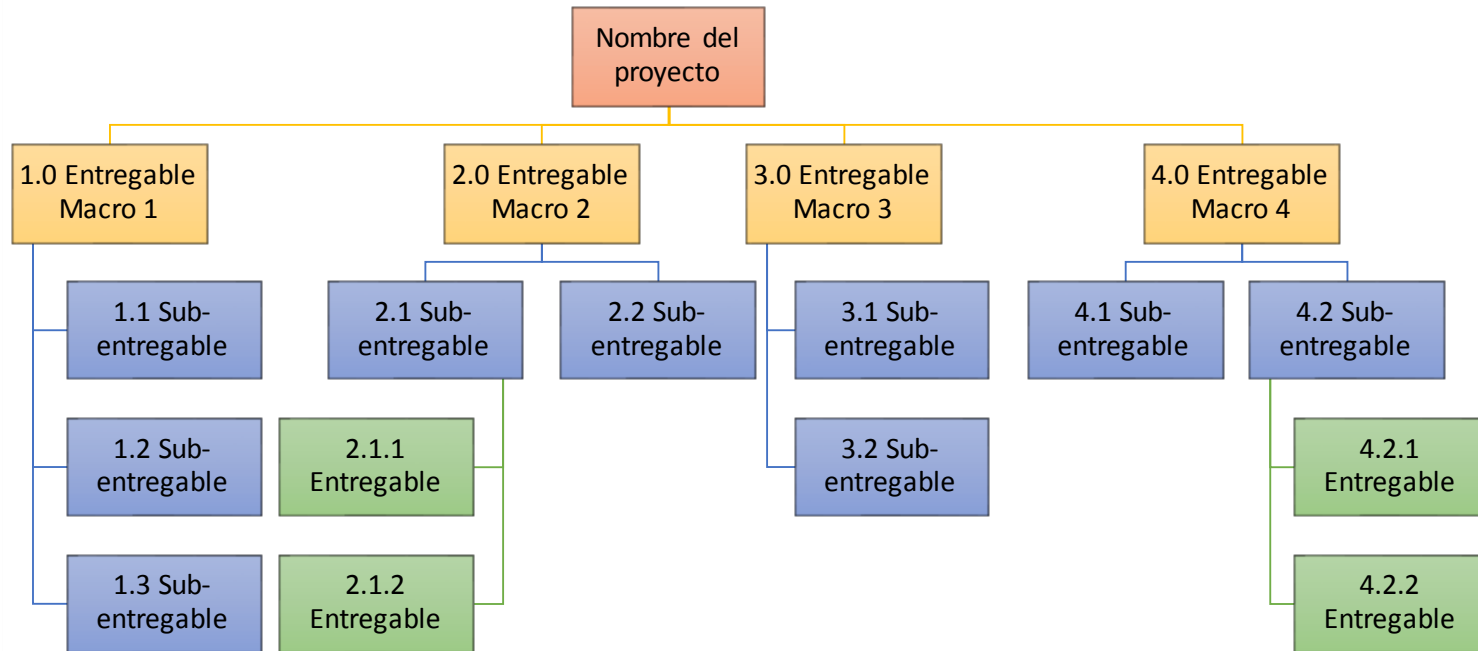 Nombre del
proyecto
1.0 Entregable
Macro 1
2.0 Entregable
Macro 2
3.0 Entregable
Macro 3
4.0 Entregable
Macro 4
1.1 Sub-
entregable
2.1 Sub-
entregable
2.2 Sub-
entregable
3.1 Sub-
entregable
4.1 Sub-
entregable
4.2 Sub-
entregable
1.2 Sub-
entregable
2.1.1
Entregable
3.2 Sub-
entregable
4.2.1
Entregable
1.3 Sub-
entregable
2.1.2
Entregable
4.2.2
Entregable